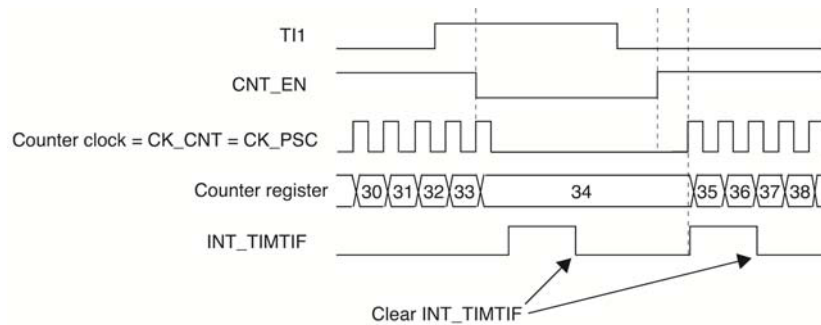 TI1
CNT_EN
Counter clock = CK_CNT = CK_PSC
Counter register 30 31 32 33 34 35 36 37 38
INT_TIMTIF
Clear INT_TIMTIF